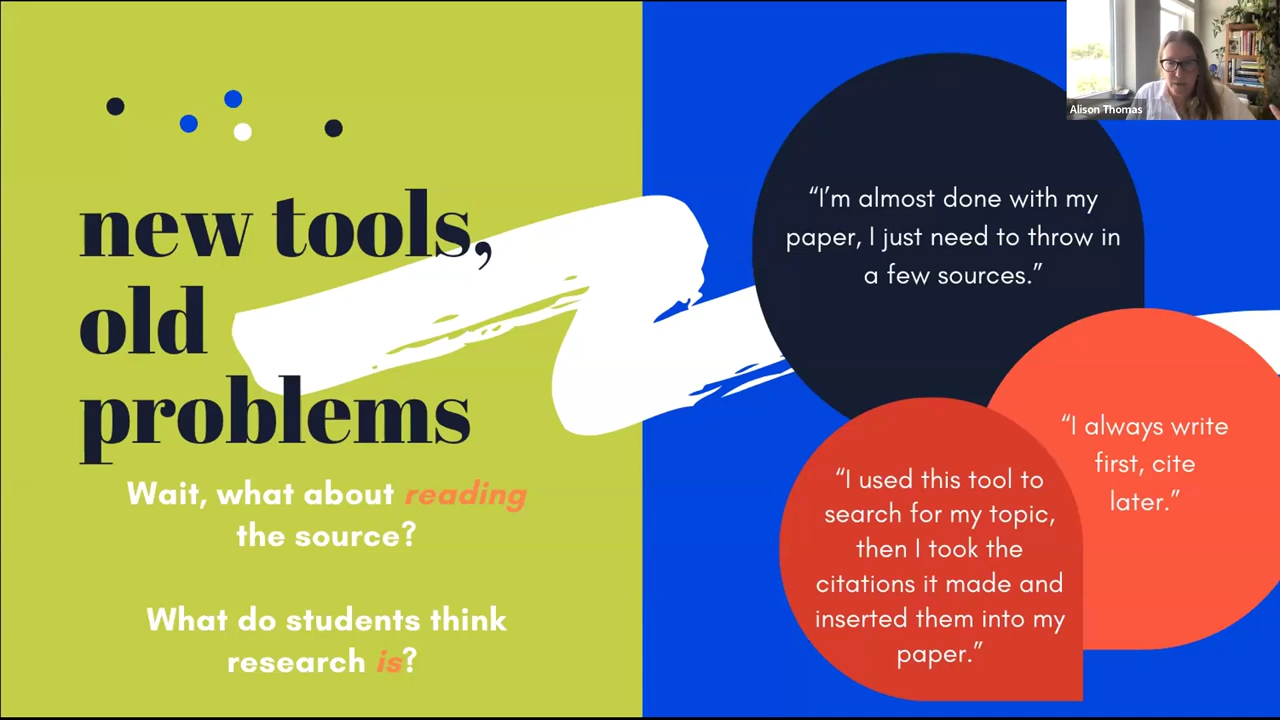 new tools,
old
problems
Wait, what about reading
the source?
What do students think
research is?
“I’m almost done with my
paper, I just need to throw in
a few sources.”
“I always write
first, cite
later.”
“I used this tool to
search for my topic,
then I took the
citations it made and
inserted them into my
paper.”
Alison Thomas